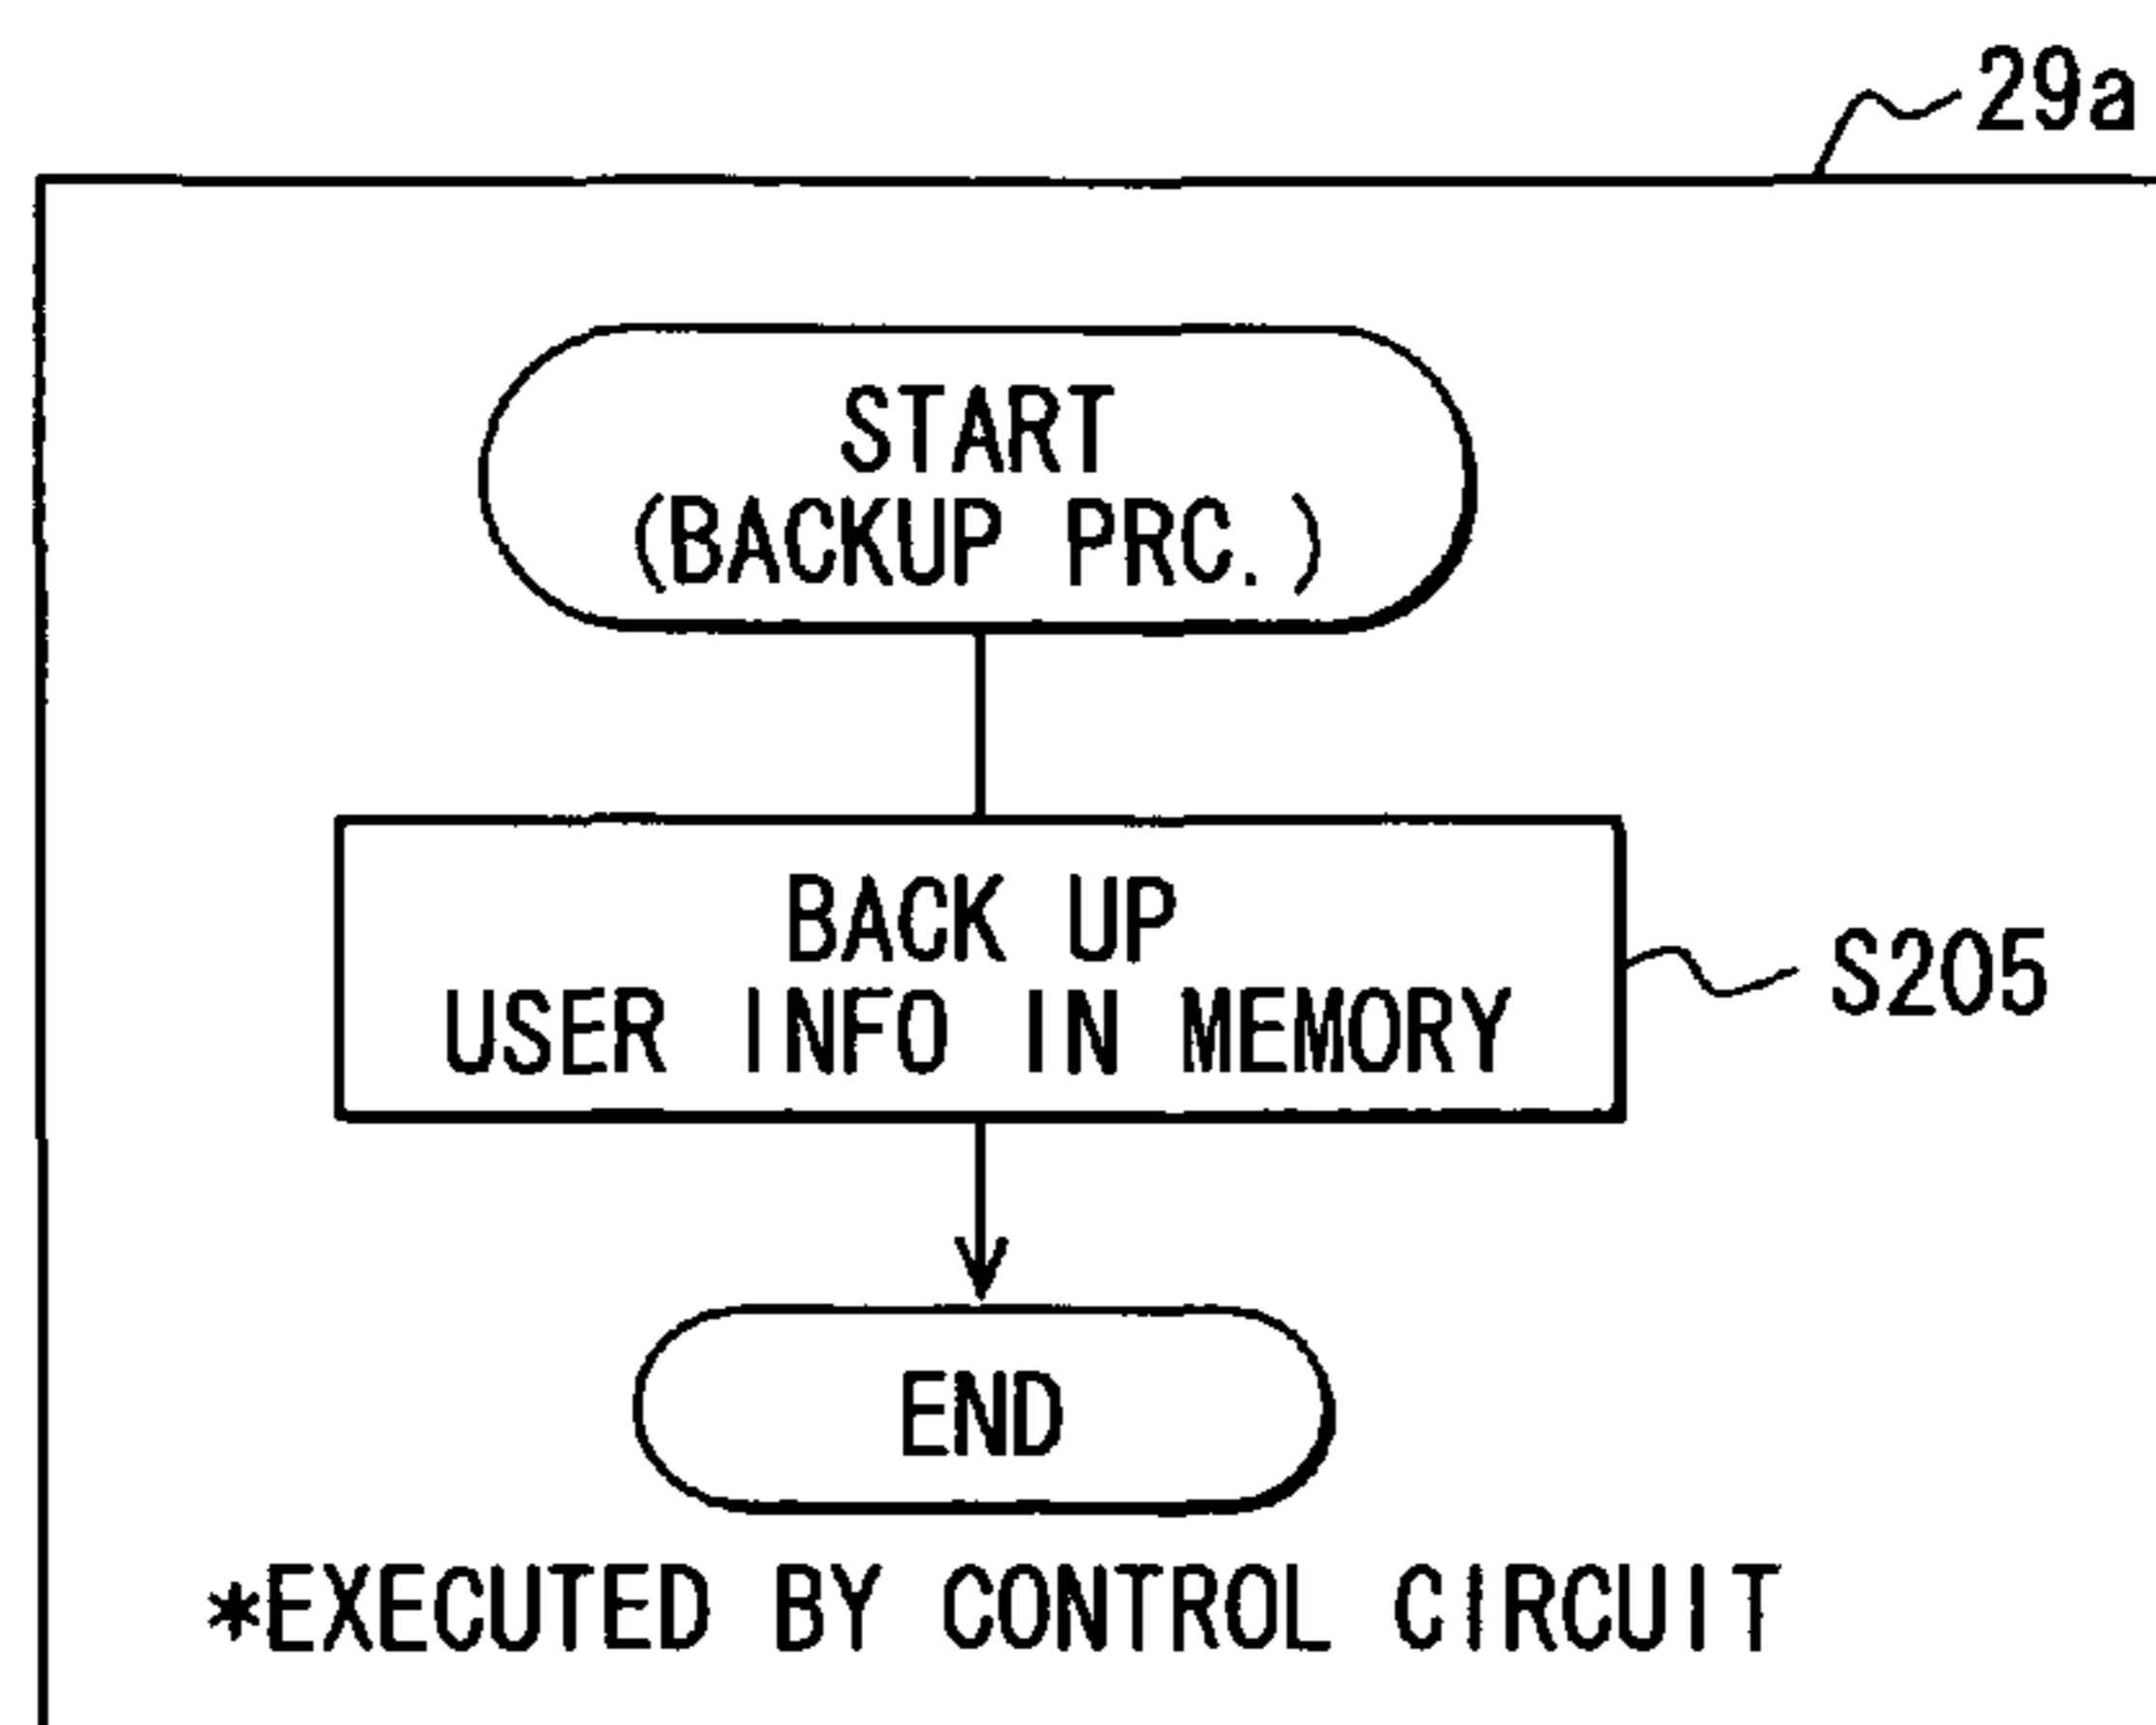 29a
START
(BACKUP PRC.)
BACK UP
USER INFO IN MEMORY
S205
END
*EXECUTED BY CONTROL CIRCUIT